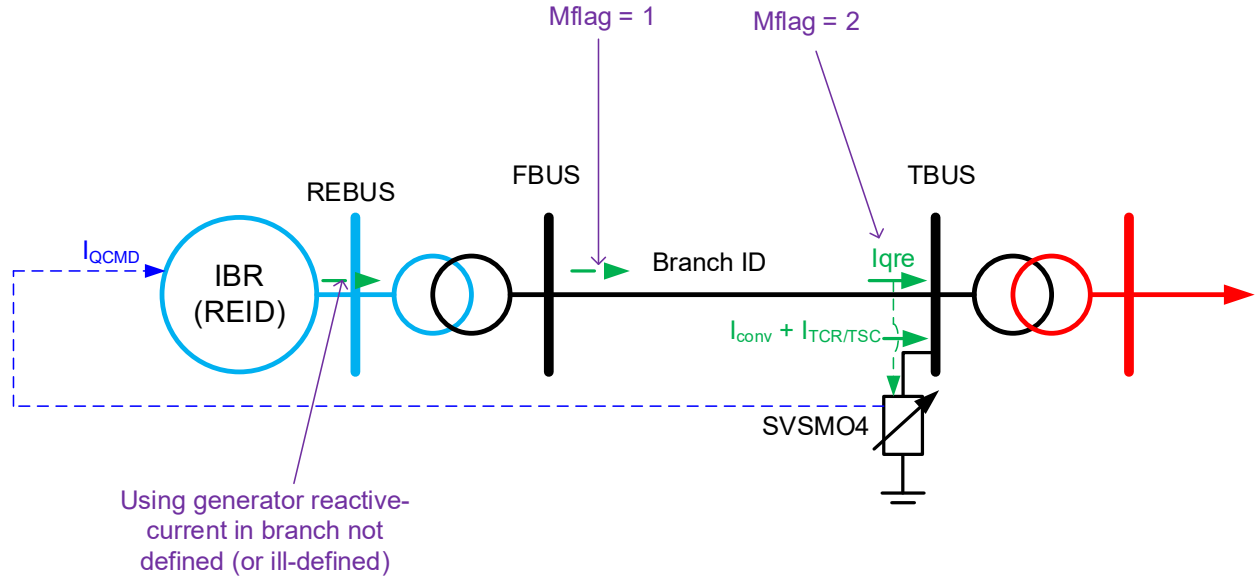 Mflag = 1
Mflag = 2
REBUS
FBUS
TBUS
IQCMD
IBR
(REID)
Branch ID
Iqre
Iconv + ITCR/TSC
SVSMO4
Using generator reactive-
current in branch not
defined (or ill-defined)